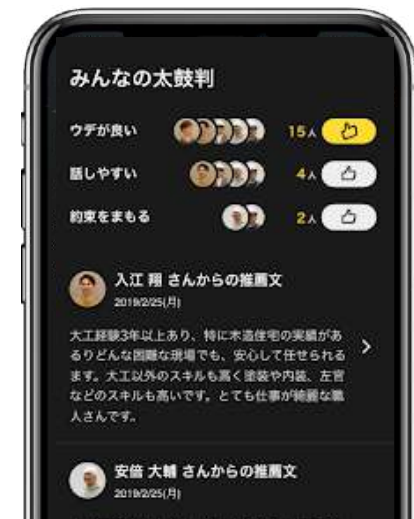 みんなの太鼓判
ウデが良い 15人
話しやすい 4人
約束をまもる 2人
入江 翔 さんからの推薦文
2019/2/25(月)
大工経験3年以上あり、特に木造住宅の実績があ
るりどんな困難な現場でも、安心して任せられる
ます。大工以外のスキルも高く塗装や内装、左官
などのスキルも高いです。とても仕事が綺麗な職
人さんです。
安倍 大輔 さんからの推薦文
2019/2/25(月)